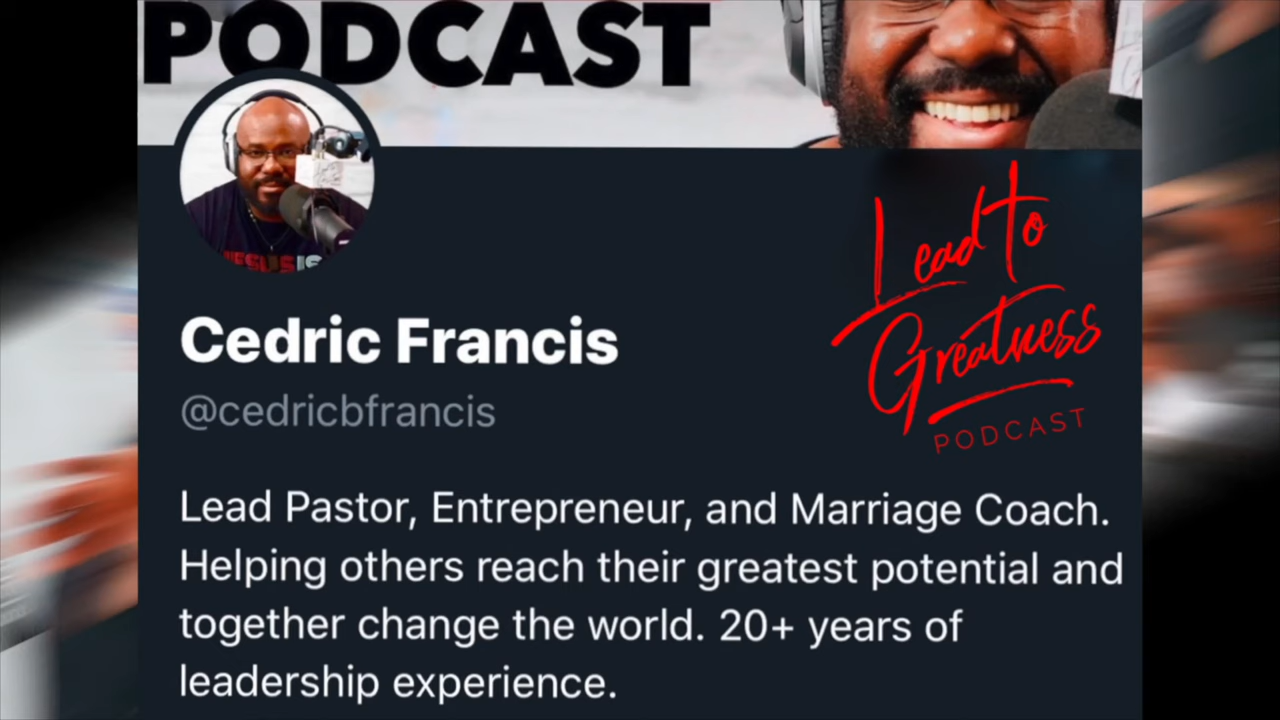 PODCAST
Lead to
Greatness
PODCAST
Cedric Francis
@cedricbfrancis
Lead Pastor, Entrepreneur, and Marriage Coach.
Helping others reach their greatest potential and
together change the world. 20+ years of
leadership experience.